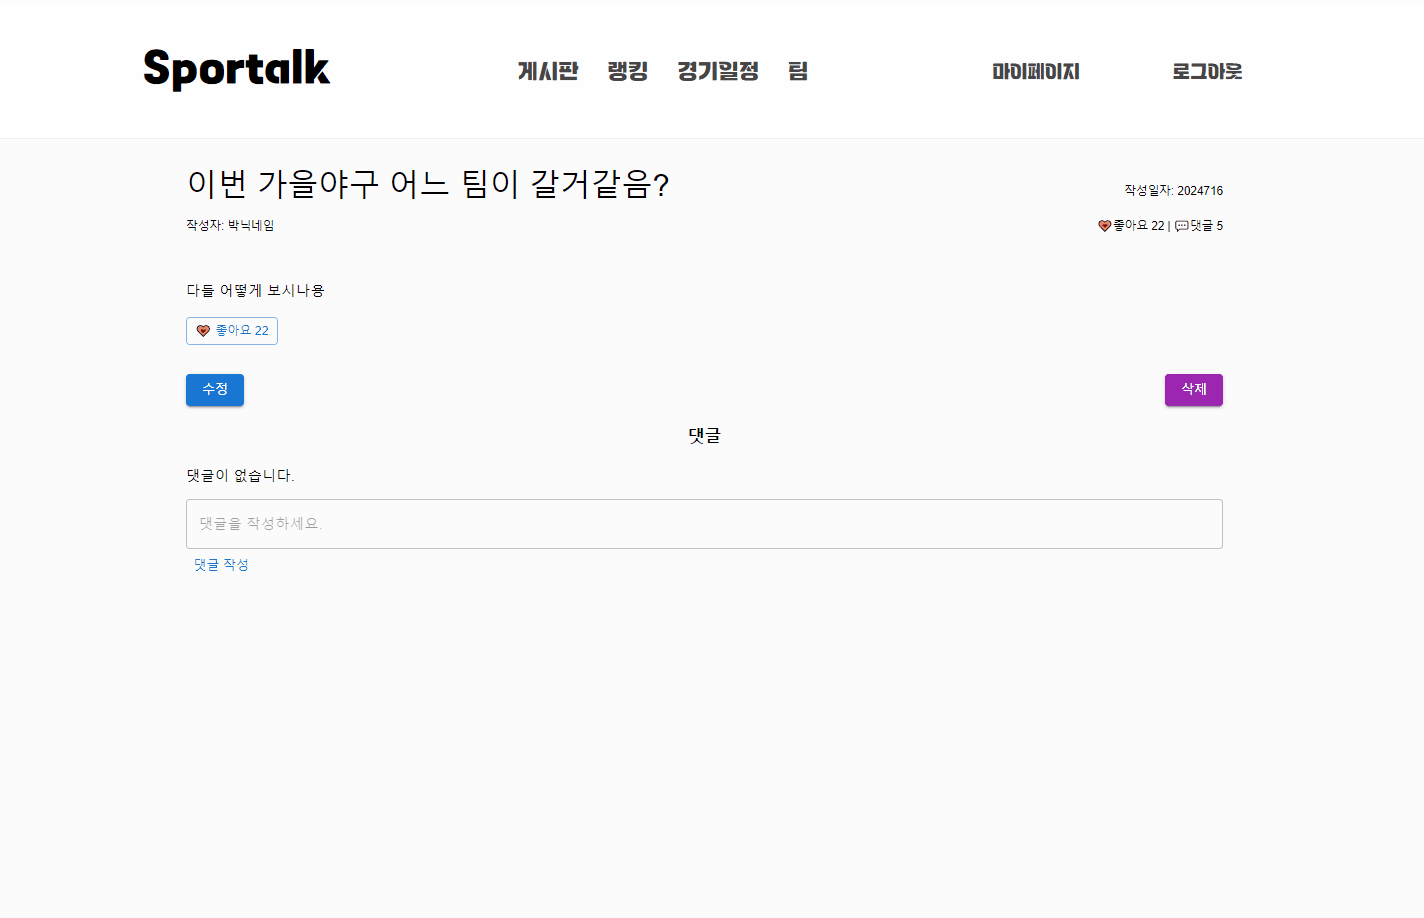 Sportalk 게시판 랭킹 경기일정 팀 마이페이지 로그아웃
이번 가을야구 어느 팀이 갈거같음?
작성일자: 2024716
작성자: 박닉네임
좋아요 22 | 댓글 5
다들 어떻게 보시나용
좋아요 22
수정 삭제
댓글
댓글이 없습니다.
댓글을 작성하세요.
댓글 작성